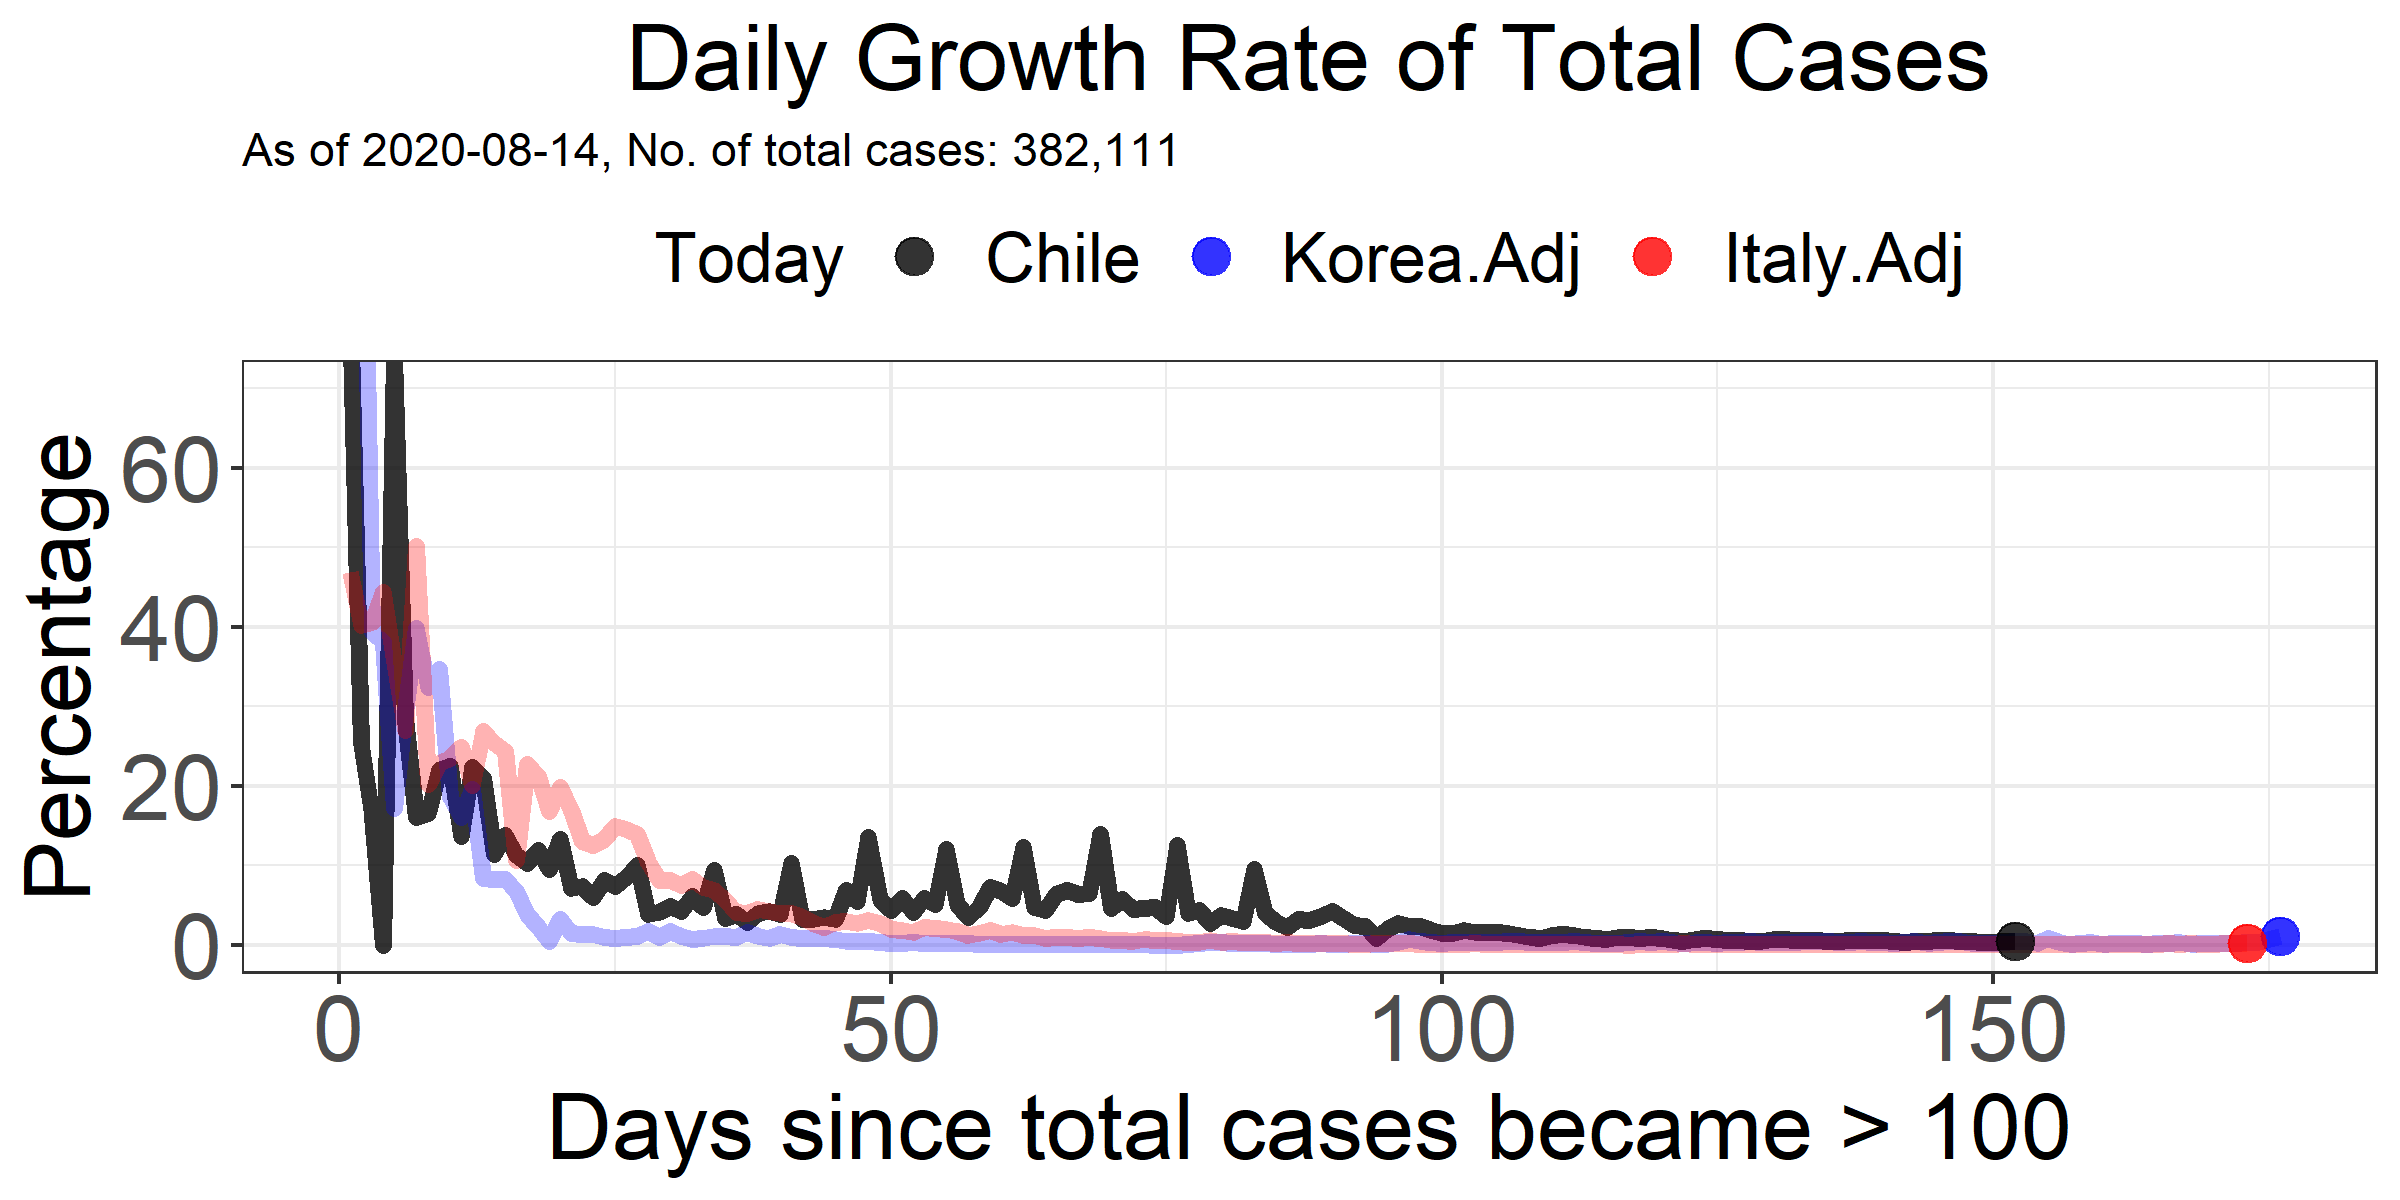 Daily Growth Rate of Total Cases
As of 2020-08-14, No. of total cases: 382,111
Today Chile Korea.Adj Italy.Adj
Percentage
60
40
20
0
0 50 100 150
Days since total cases became > 100